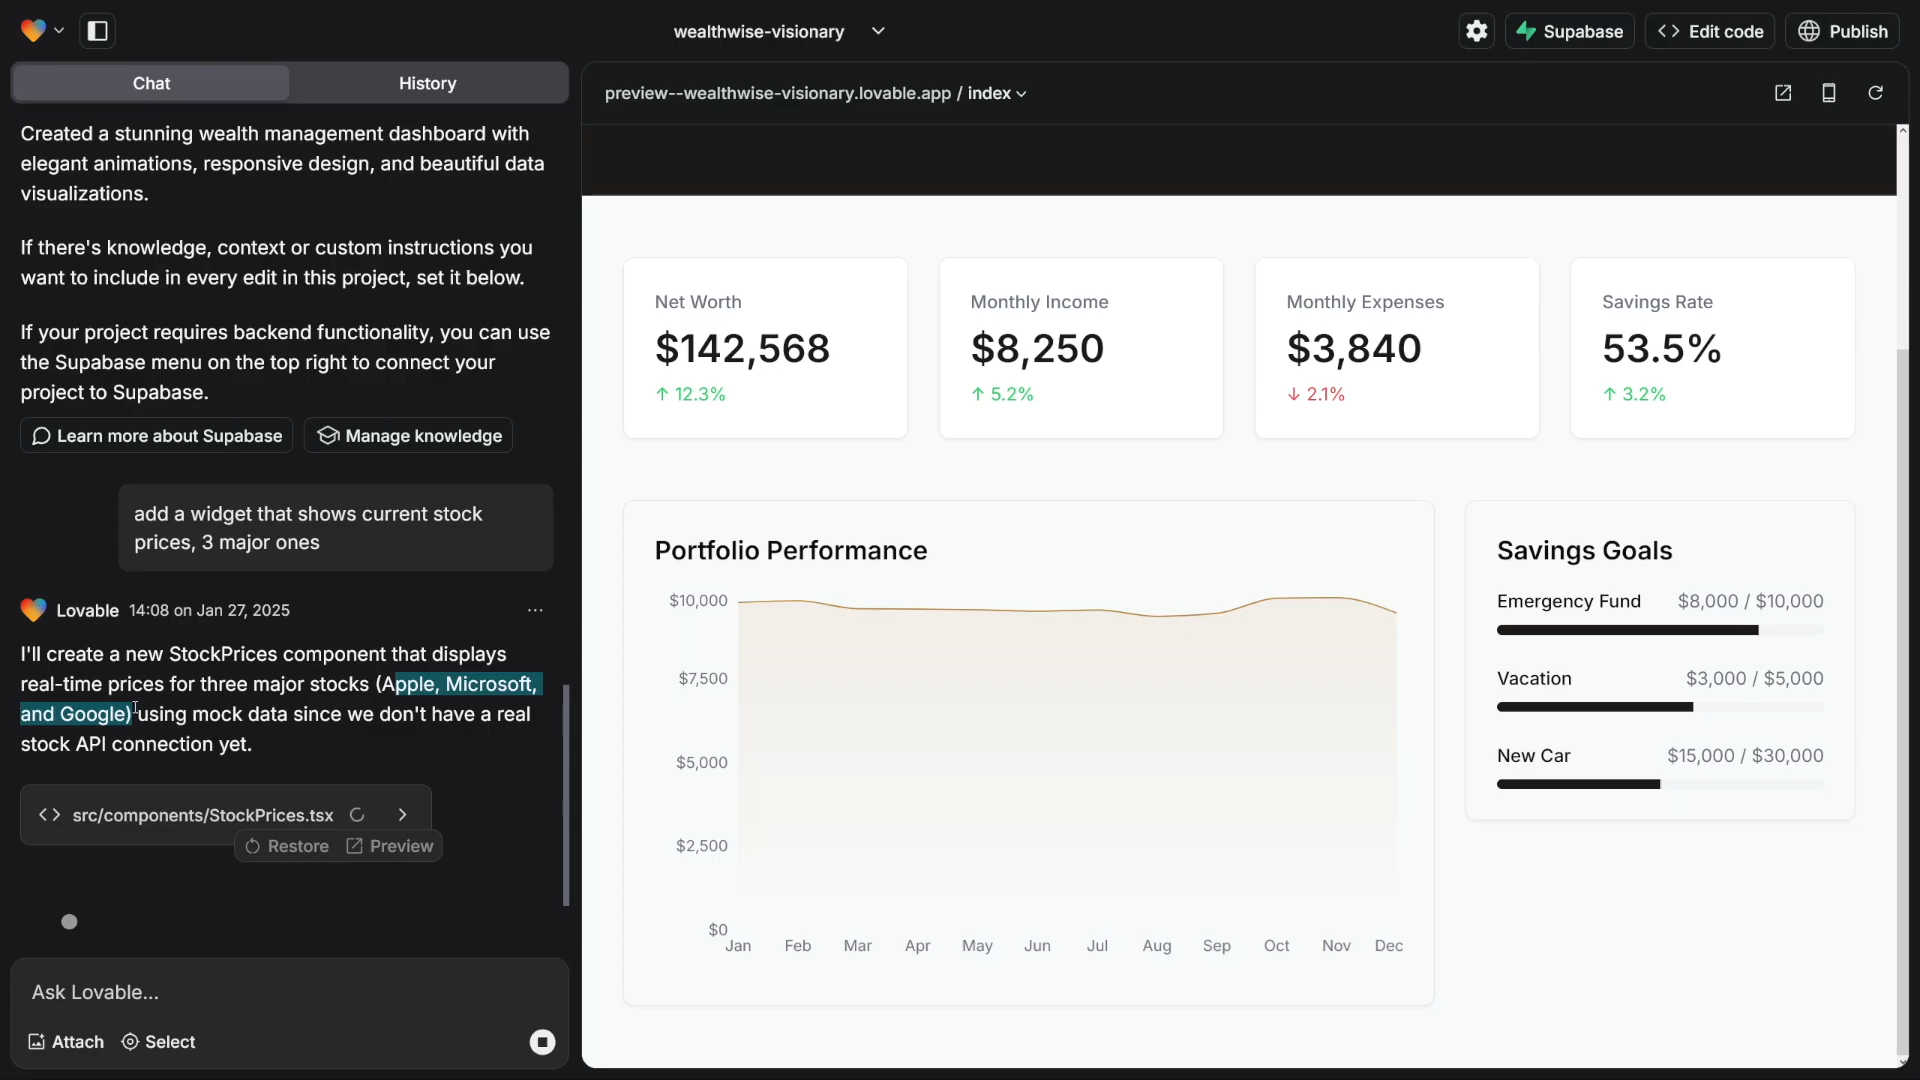 wealthwise-visionary
Supabase
Edit code
Publish
Chat
History
Created a stunning wealth management dashboard with
elegant animations, responsive design, and beautiful data
visualizations.
If there's knowledge, context or custom instructions you
want to include in every edit in this project, set it below.
If your project requires backend functionality, you can use
the Supabase menu on the top right to connect your
project to Supabase.
Learn more about Supabase
Manage knowledge
add a widget that shows current stock
prices, 3 major ones
Lovable 14:08 on Jan 27, 2025
I'll create a new StockPrices component that displays
real-time prices for three major stocks (Apple, Microsoft,
and Google) using mock data since we don't have a real
stock API connection yet.
src/components/StockPrices.tsx
Restore
Preview
Ask Lovable...
Attach
Select
preview--wealthwise-visionary.lovable.app / index
Net Worth
$142,568
↑ 12.3%
Monthly Income
$8,250
↑ 5.2%
Monthly Expenses
$3,840
↓ 2.1%
Savings Rate
53.5%
↑ 3.2%
Portfolio Performance
$10,000
$7,500
$5,000
$2,500
$0
Jan Feb Mar Apr May Jun Jul Aug Sep Oct Nov Dec
Savings Goals
Emergency Fund $8,000 / $10,000
Vacation $3,000 / $5,000
New Car $15,000 / $30,000